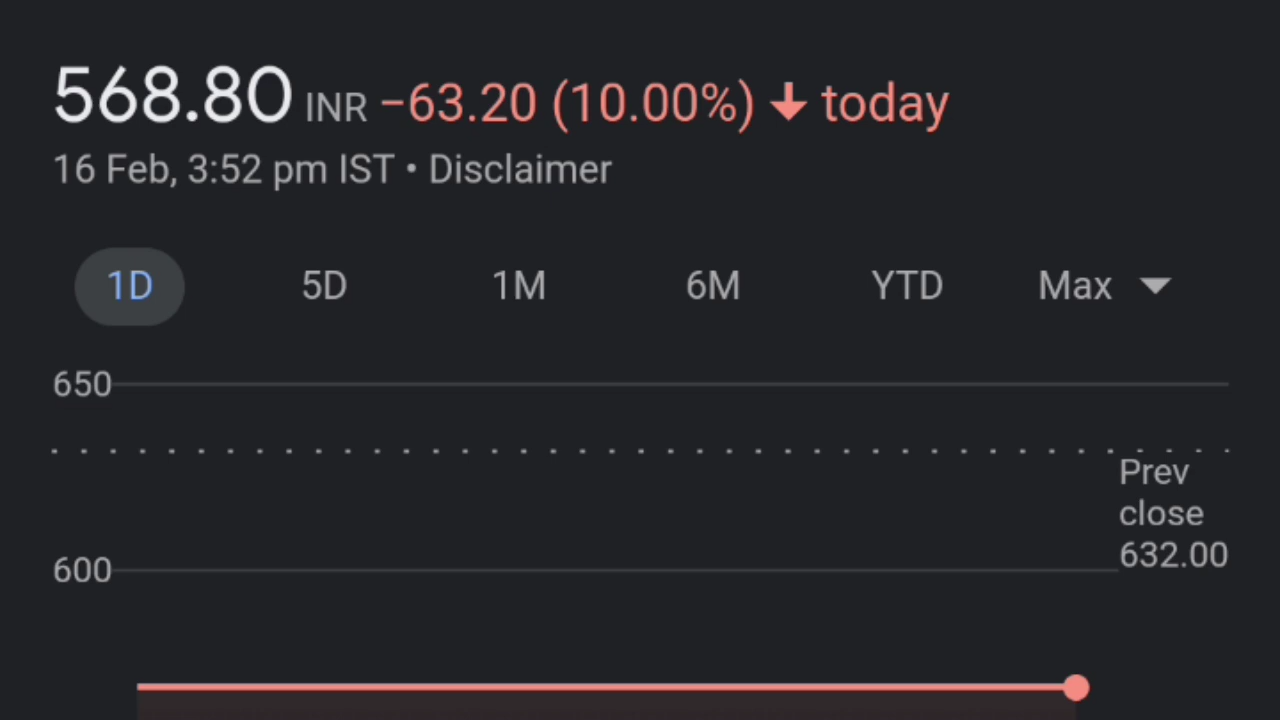 568.80 INR −63.20 (10.00%) ↓ today
16 Feb, 3:52 pm IST • Disclaimer
1D 5D 1M 6M YTD Max
650
Prev
close
632.00
600